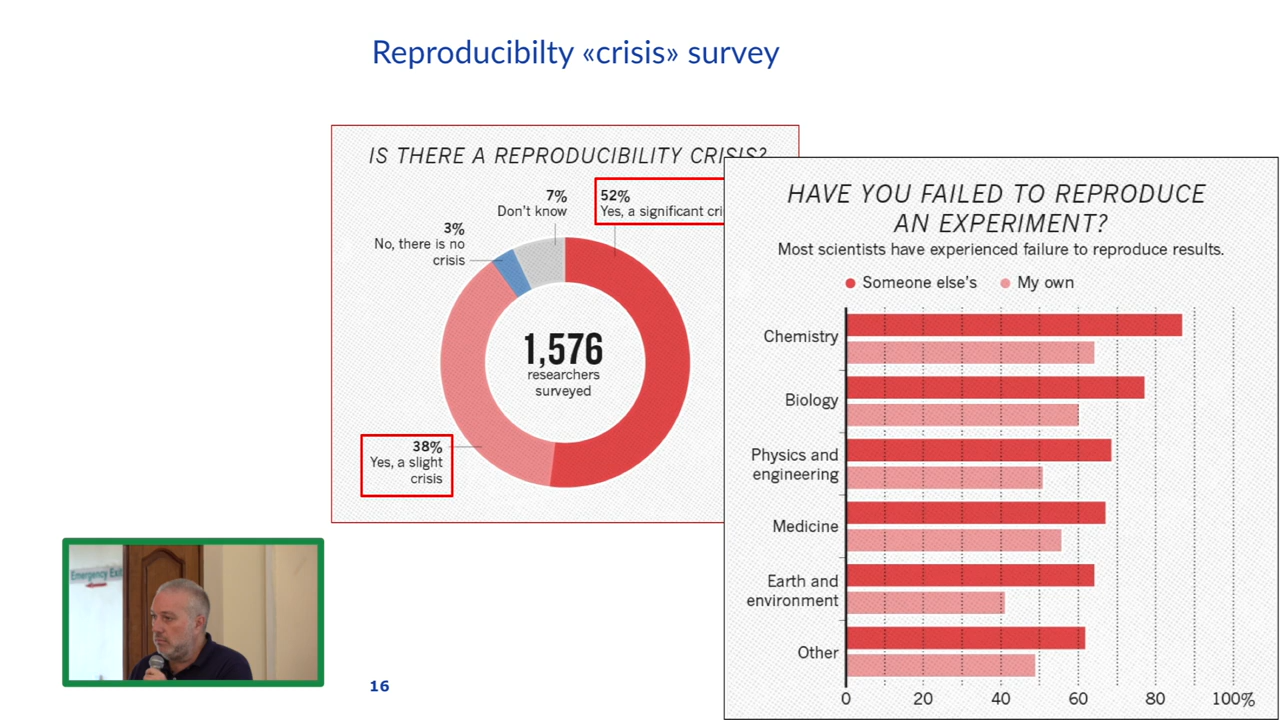 Reproducibilty «crisis» survey
IS THERE A REPRODUCIBILITY CRISIS?
7%
Don't know
52%
Yes, a significant cri
3%
No, there is no
crisis
1,576
researchers
surveyed
38%
Yes, a slight
crisis
HAVE YOU FAILED TO REPRODUCE
AN EXPERIMENT?
Most scientists have experienced failure to reproduce results.
Someone else's
My own
Chemistry
Biology
Physics and
engineering
Medicine
Earth and
environment
Other
0 20 40 60 80 100%
Emergency Exit
16